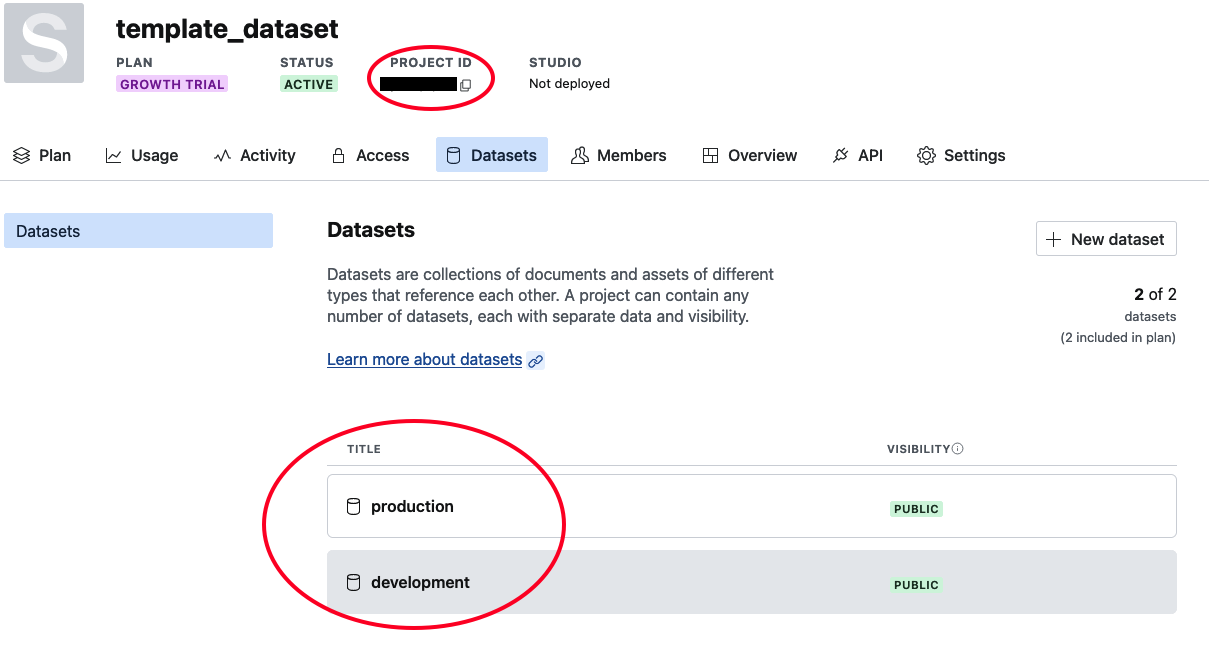 S
template_dataset
PLAN STATUS PROJECT ID STUDIO
GROWTH TRIAL ACTIVE Not deployed
Plan Usage Activity Access Datasets Members Overview API Settings
Datasets
Datasets
New dataset
Datasets are collections of documents and assets of different
types that reference each other. A project can contain any
number of datasets, each with separate data and visibility.
2 of 2
datasets
(2 included in plan)
Learn more about datasets
TITLE VISIBILITY
production PUBLIC
development PUBLIC